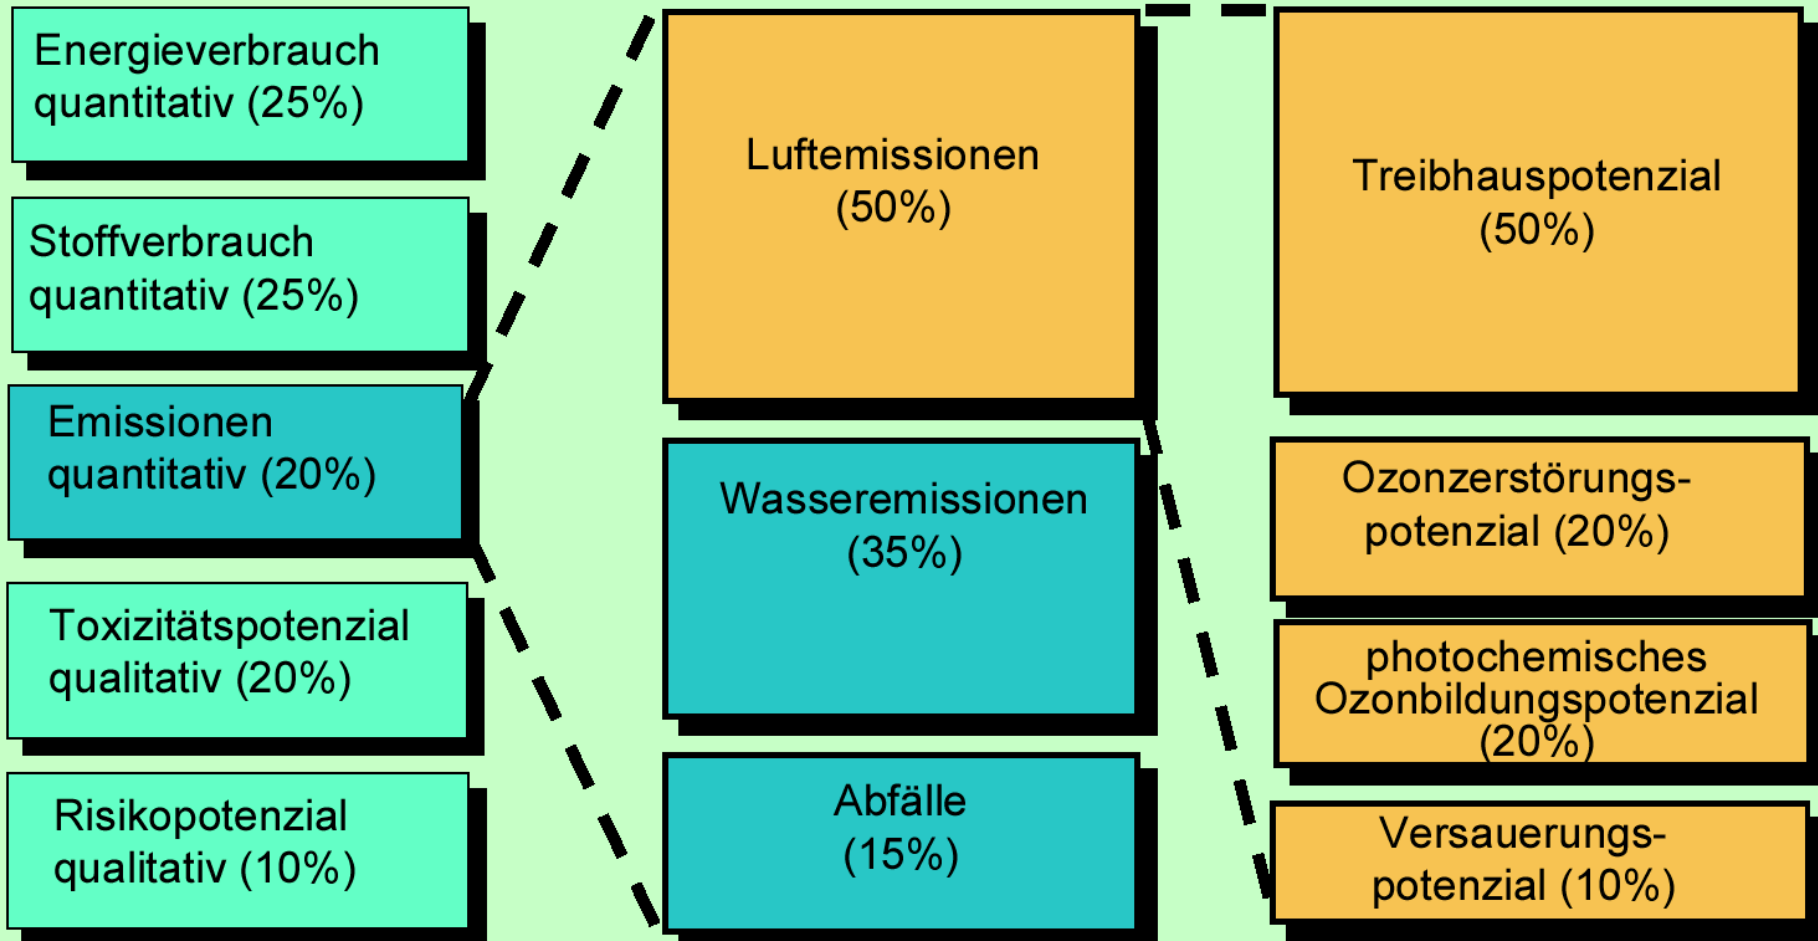 Energieverbrauch
quantitativ (25%)
Stoffverbrauch
quantitativ (25%)
Emissionen
quantitativ (20%)
Toxizitätspotenzial
qualitativ (20%)
Risikopotenzial
qualitativ (10%)
Luftemissionen
(50%)
Wasseremissionen
(35%)
Abfälle
(15%)
Treibhauspotenzial
(50%)
Ozonzerstörungs-
potenzial (20%)
photochemisches
Ozonbildungspotenzial
(20%)
Versauerungs-
potenzial (10%)